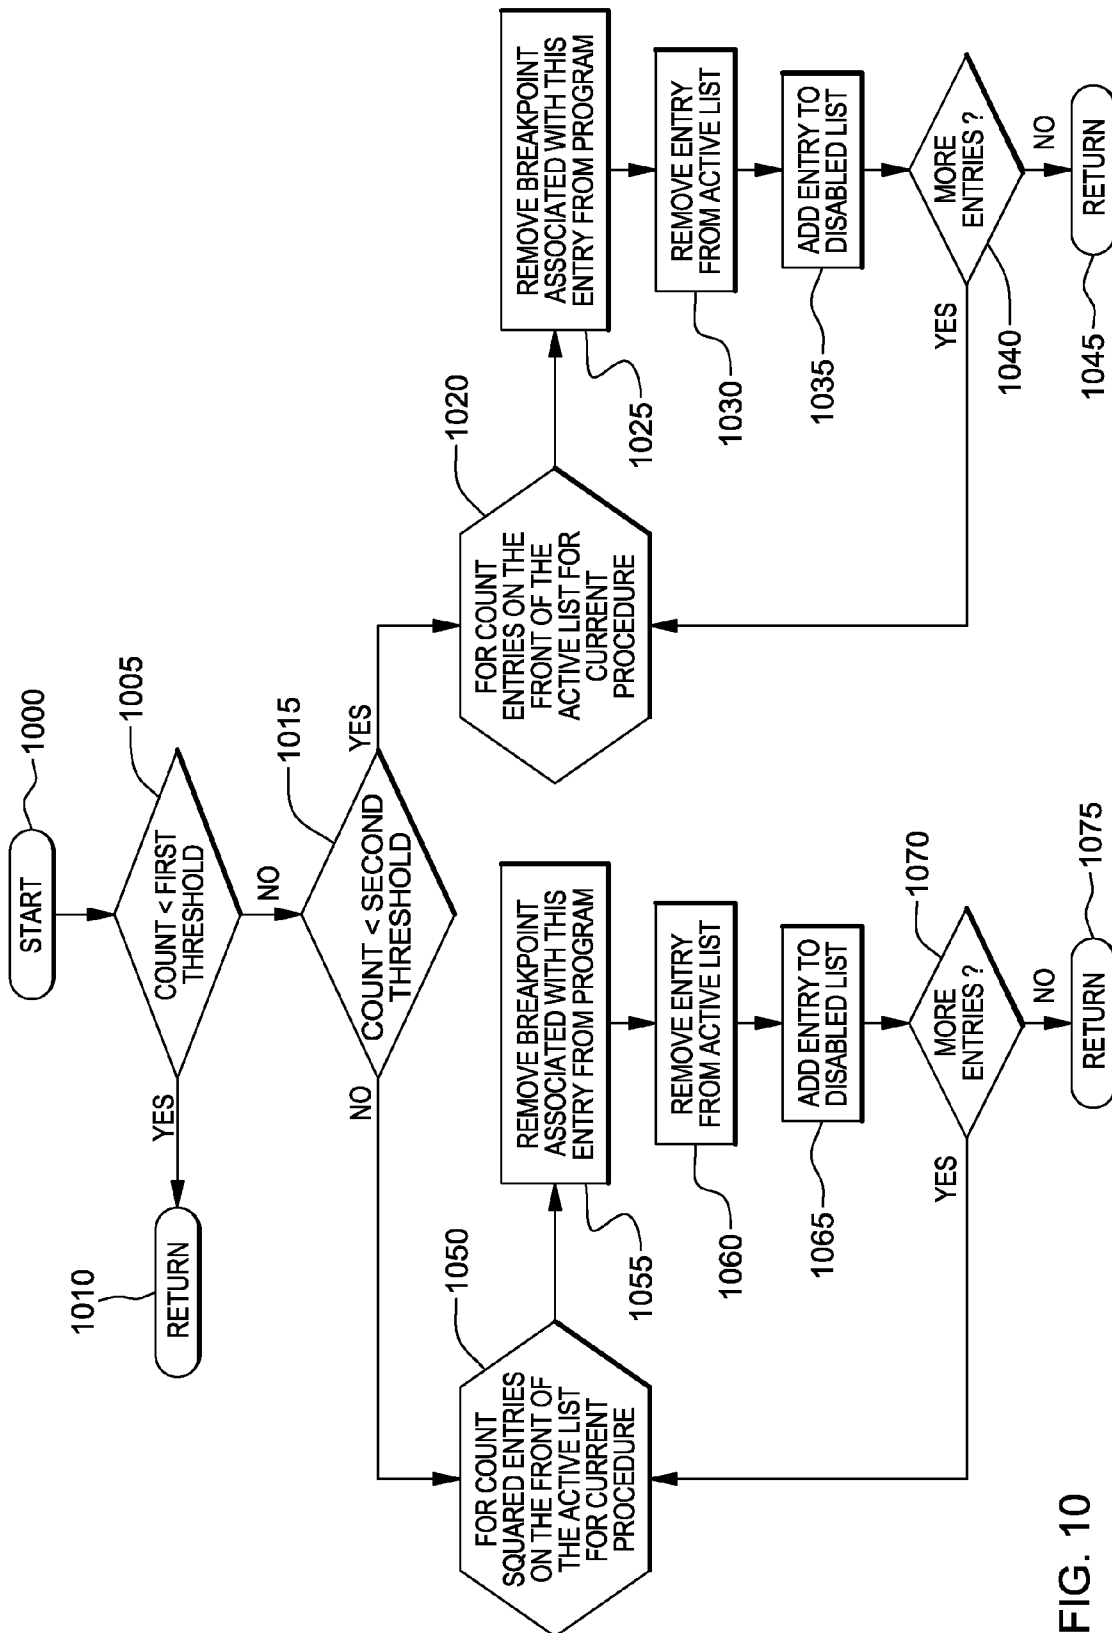 START
1000
COUNT < FIRST
THRESHOLD
1005
YES
RETURN
1010
NO
COUNT < SECOND
THRESHOLD
1015
YES
FOR COUNT
ENTRIES ON THE
FRONT OF THE
ACTIVE LIST FOR
CURRENT
PROCEDURE
1020
REMOVE BREAKPOINT
ASSOCIATED WITH THIS
ENTRY FROM PROGRAM
1025
REMOVE ENTRY
FROM ACTIVE LIST
1030
ADD ENTRY TO
DISABLED LIST
1035
MORE
ENTRIES ?
1040
YES
NO
RETURN
1045
NO
FOR COUNT
SQUARED ENTRIES
ON THE FRONT OF
THE ACTIVE LIST
FOR CURRENT
PROCEDURE
1050
REMOVE BREAKPOINT
ASSOCIATED WITH THIS
ENTRY FROM PROGRAM
1055
REMOVE ENTRY
FROM ACTIVE LIST
1060
ADD ENTRY TO
DISABLED LIST
1065
MORE
ENTRIES ?
1070
YES
NO
RETURN
1075
FIG. 10